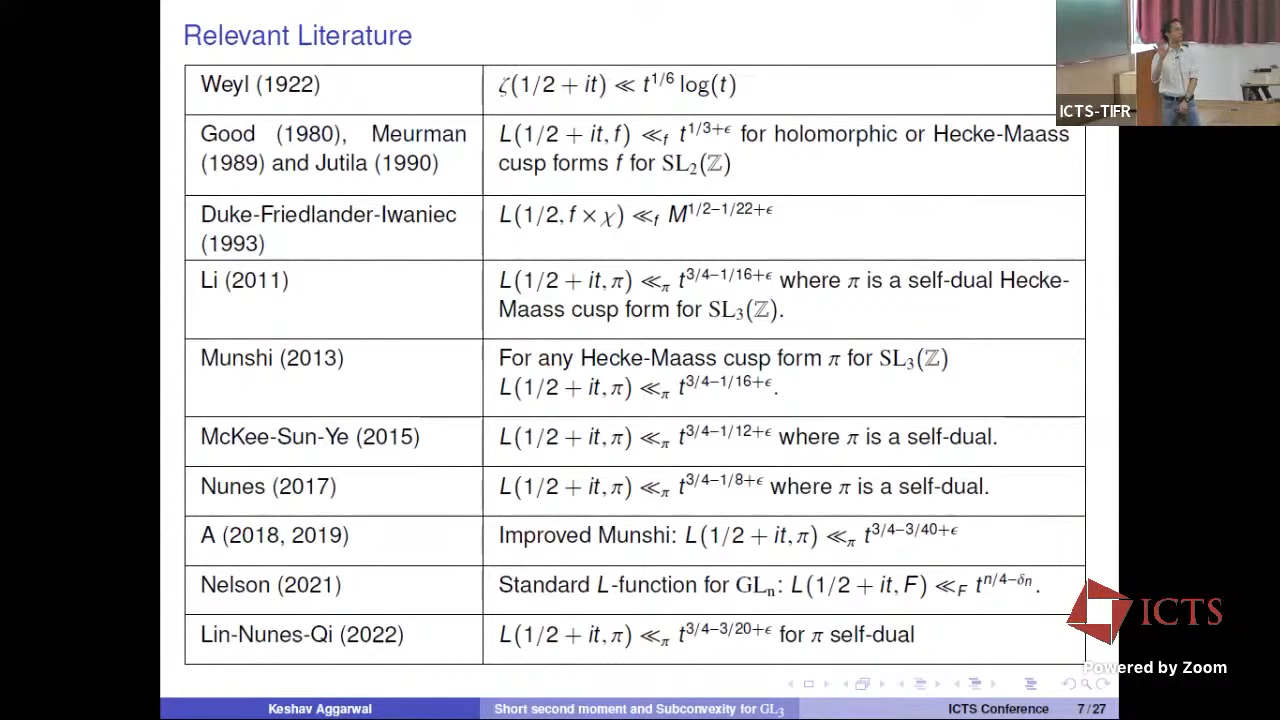 Relevant Literature
Weyl (1922)
ζ(1/2 + it) ≪ t^{1/6} log(t)
Good (1980), Meurman
(1989) and Jutila (1990)
L(1/2 + it, f) ≪_f t^{1/3+ϵ} for holomorphic or Hecke-Maass
cusp forms f for SL₂(ℤ)
Duke-Friedlander-Iwaniec
(1993)
L(1/2, f × χ) ≪_f M^{1/2−1/22+ϵ}
Li (2011)
L(1/2 + it, π) ≪_π t^{3/4−1/16+ϵ} where π is a self-dual Hecke-
Maass cusp form for SL₃(ℤ).
Munshi (2013)
For any Hecke-Maass cusp form π for SL₃(ℤ)
L(1/2 + it, π) ≪_π t^{3/4−1/16+ϵ}.
McKee-Sun-Ye (2015)
L(1/2 + it, π) ≪_π t^{3/4−1/12+ϵ} where π is a self-dual.
Nunes (2017)
L(1/2 + it, π) ≪_π t^{3/4−1/8+ϵ} where π is a self-dual.
A (2018, 2019)
Improved Munshi: L(1/2 + it, π) ≪_π t^{3/4−3/40+ϵ}
Nelson (2021)
Standard L-function for GL_n: L(1/2 + it, F) ≪_F t^{n/4−δ_n}.
Lin-Nunes-Qi (2022)
L(1/2 + it, π) ≪_π t^{3/4−3/20+ϵ} for π self-dual
Keshav Aggarwal
Short second moment and Subconvexity for GL₃
ICTS Conference
7 / 27
ICTS-TIFR
ICTS
Powered by Zoom